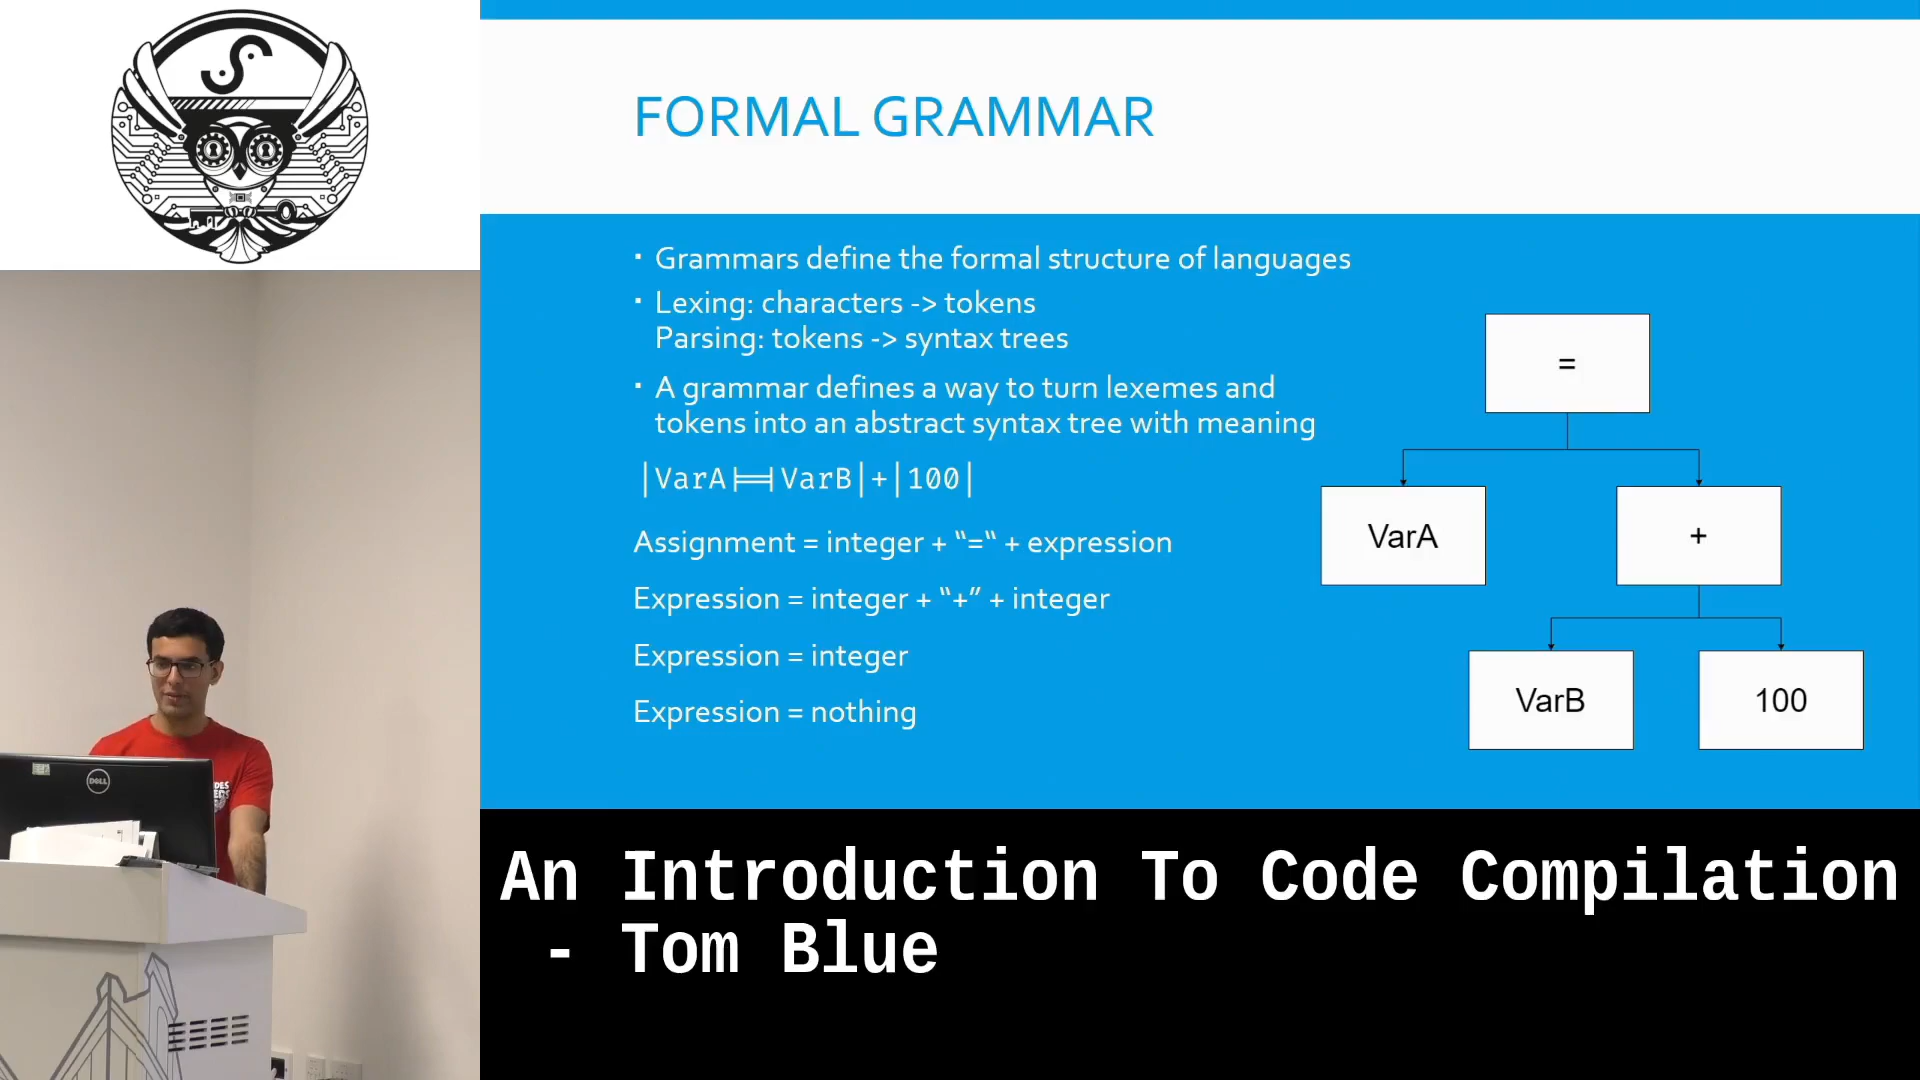 FORMAL GRAMMAR
▪ Grammars define the formal structure of languages
▪ Lexing: characters -> tokens
Parsing: tokens -> syntax trees
▪ A grammar defines a way to turn lexemes and
tokens into an abstract syntax tree with meaning
|VarA|=|VarB|+|100|
Assignment = integer + “=“ + expression
Expression = integer + “+” + integer
Expression = integer
Expression = nothing
=
VarA
+
VarB
100
DELL
An Introduction To Code Compilation
- Tom Blue